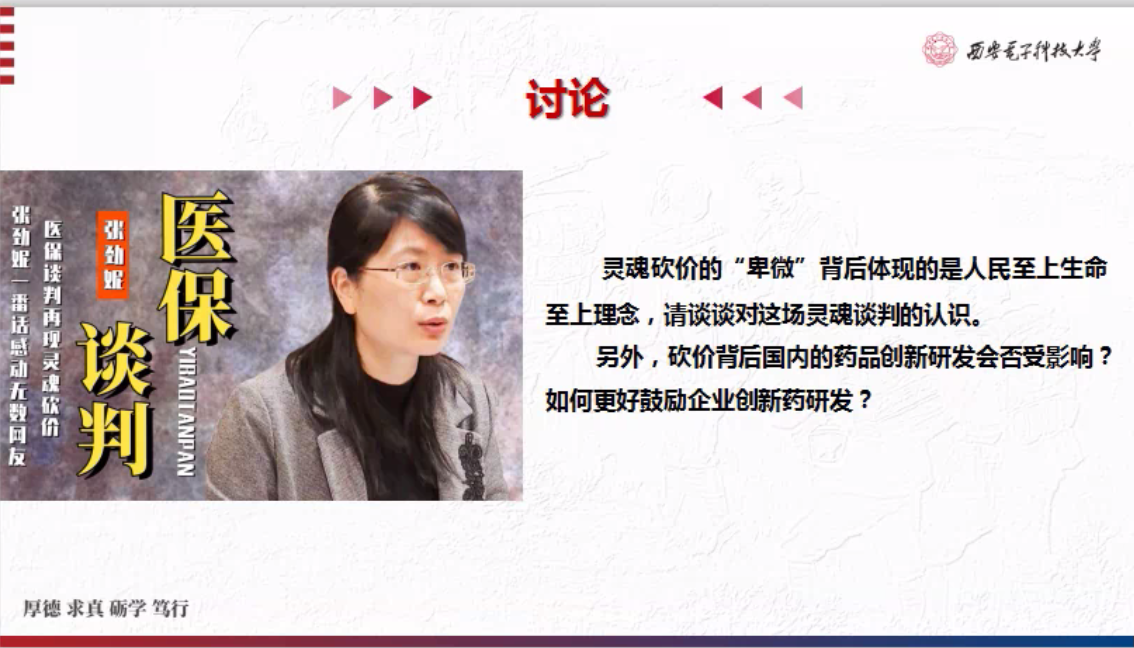 西安电子科技大学
讨论
医保
谈判
YIBAOTANPAN
张劲妮
医保谈判再现灵魂砍价
张劲妮一番话感动无数网友
灵魂砍价的“卑微”背后体现的是人民至上生命
至上理念，请谈谈对这场灵魂谈判的认识。
另外，砍价背后国内的药品创新研发会否受影响？
如何更好鼓励企业创新药研发？
厚德 求真 砺学 笃行